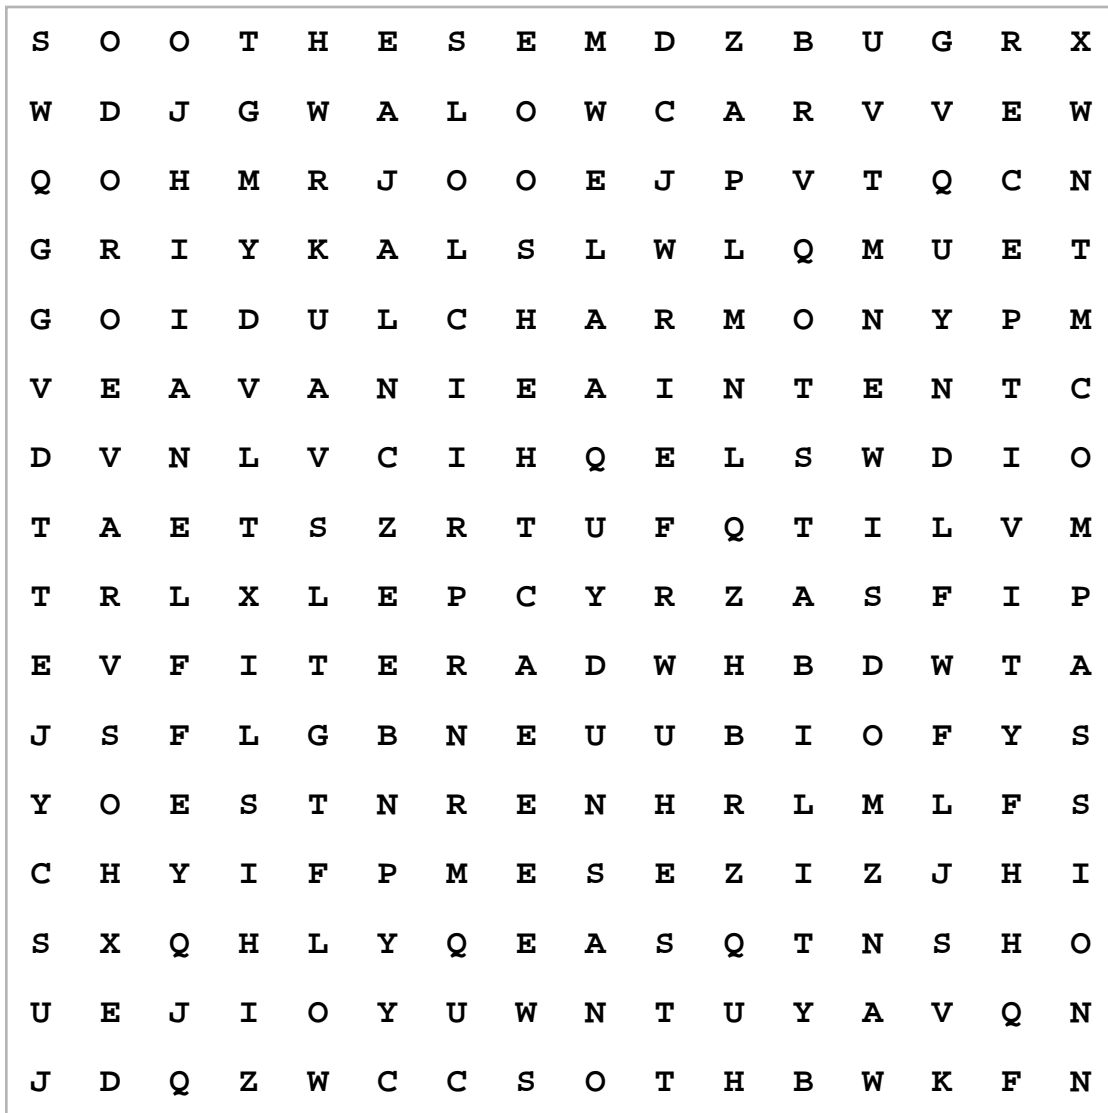 S O O T H E S E M D Z B U G R X
W D J G W A L O W C A R V V E W
Q O H M R J O O E J P V T Q C N
G R I Y K A L S L W L Q M U E T
G O I D U L C H A R M O N Y P M
V E A V A N I E A I N T E N T C
D V N L V C I H Q E L S W D I O
T A E T S Z R T U F Q T I L V M
T R L X L E P C Y R Z A S F I P
E V F I T E R A D W H B D W T A
J S F L G B N E U U B I O F Y S
Y O E S T N R E N H R L M L F S
C H Y I F P M E S E Z I Z J H I
S X Q H L Y Q E A S Q T N S H O
U E J I O Y U W N T U Y A V Q N
J D Q Z W C C S O T H B W K F N